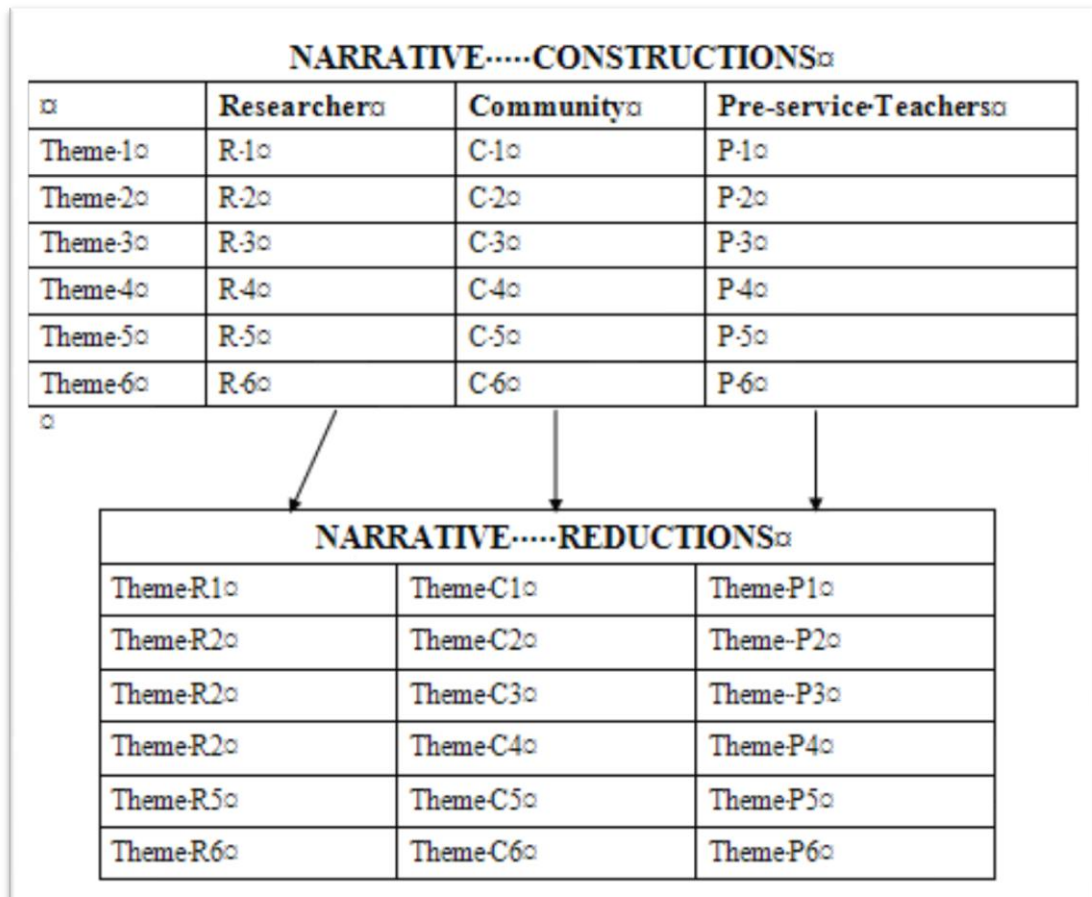 NARRATIVE·····CONSTRUCTIONS¤
¤ Researcher¤ Community¤ Pre-service·Teachers¤
Theme·1¤ R·1¤ C·1¤ P·1¤
Theme·2¤ R·2¤ C·2¤ P·2¤
Theme·3¤ R·3¤ C·3¤ P·3¤
Theme·4¤ R·4¤ C·4¤ P·4¤
Theme·5¤ R·5¤ C·5¤ P·5¤
Theme·6¤ R·6¤ C·6¤ P·6¤
¤
NARRATIVE·····REDUCTIONS¤
Theme·R1¤ Theme·C1¤ Theme·P1¤
Theme·R2¤ Theme·C2¤ Theme··P2¤
Theme·R2¤ Theme·C3¤ Theme··P3¤
Theme·R2¤ Theme·C4¤ Theme·P4¤
Theme·R5¤ Theme·C5¤ Theme·P5¤
Theme·R6¤ Theme·C6¤ Theme·P6¤